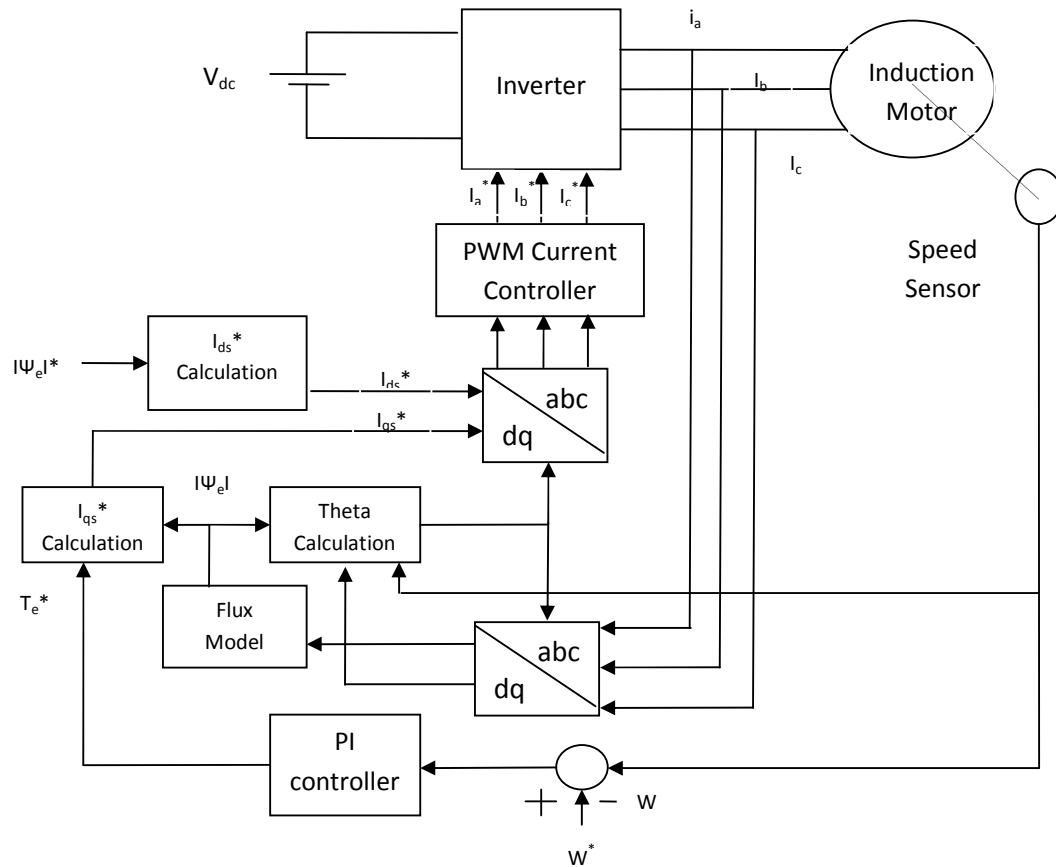 i_a
V_dc
Inverter
Induction
Motor
I_b
I_c
I_a^* I_b^* I_c^*
PWM Current
Controller
Speed
Sensor
I_ds*
Calculation
IΨ_eI*
I_ds*
abc
dq
I_qs*
IΨ_eI
I_qs*
Calculation
Theta
Calculation
T_e*
Flux
Model
abc
dq
PI
controller
+ − W
W^*